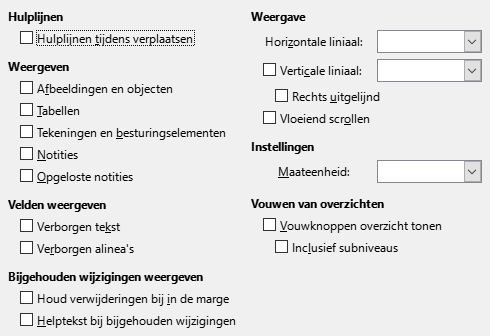 Hulplijnen
Hulplijnen tijdens verplaatsen
Weergeven
Afbeeldingen en objecten
Tabellen
Tekeningen en besturingselementen
Notities
Opgeloste notities
Velden weergeven
Verborgen tekst
Verborgen alinea's
Bijgehouden wijzigingen weergeven
Houd verwijderingen bij in de marge
Helptekst bij bijgehouden wijzigingen
Weergave
Horizontale liniaal:
Verticale liniaal:
Rechts uitgelijnd
Vloeiend scrollen
Instellingen
Maateenheid:
Vouwen van overzichten
Vouwknoppen overzicht tonen
Inclusief subniveaus